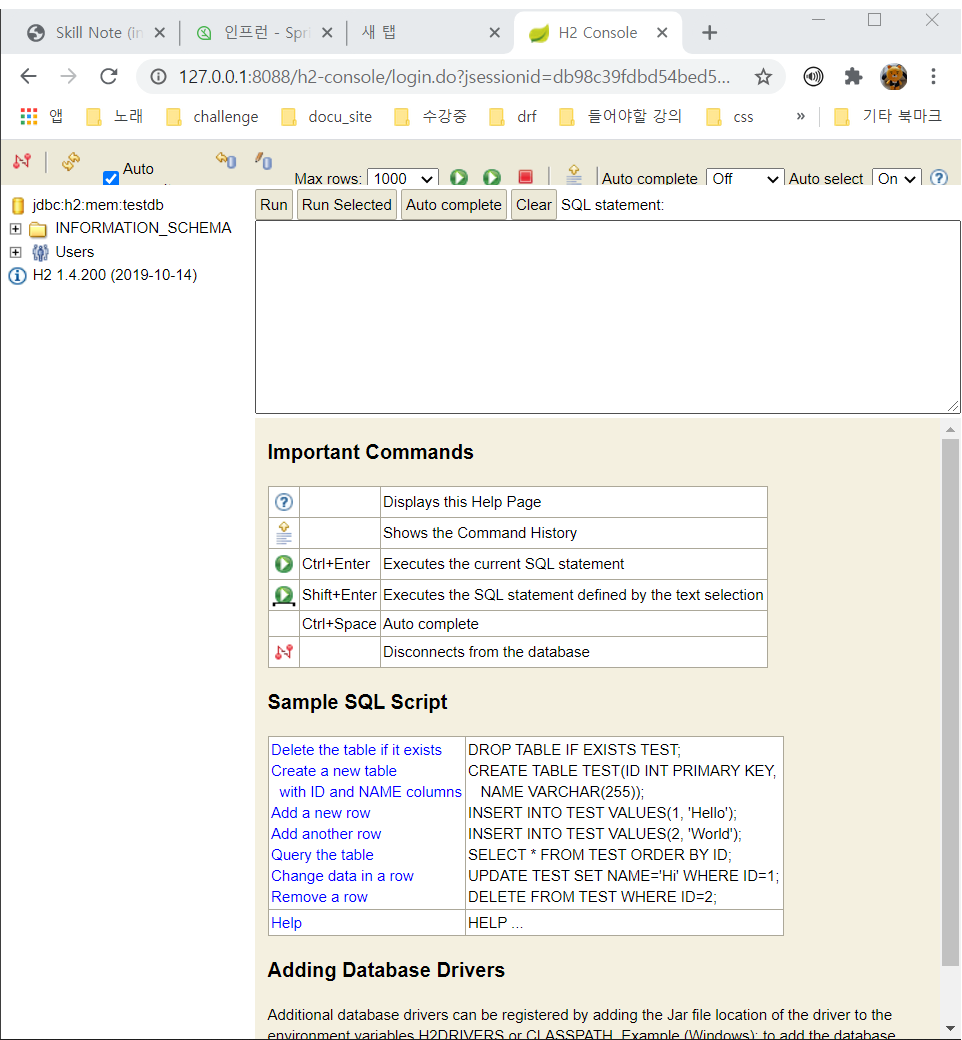 Skill Note (in
인프런 - Spri
새 탭
H2 Console
127.0.0.1:8088/h2-console/login.do?jsessionid=db98c39fdbd54bed5...
앱 노래 challenge docu_site 수강중 drf 들어야할 강의 css » 기타 북마크
Auto
Max rows: 1000 Auto complete Off Auto select On
jdbc:h2:mem:testdb
INFORMATION_SCHEMA
Users
H2 1.4.200 (2019-10-14)
Run Run Selected Auto complete Clear SQL statement:
Important Commands
Displays this Help Page
Shows the Command History
Ctrl+Enter Executes the current SQL statement
Shift+Enter Executes the SQL statement defined by the text selection
Ctrl+Space Auto complete
Disconnects from the database
Sample SQL Script
Delete the table if it exists DROP TABLE IF EXISTS TEST;
Create a new table CREATE TABLE TEST(ID INT PRIMARY KEY,
with ID and NAME columns NAME VARCHAR(255));
Add a new row INSERT INTO TEST VALUES(1, 'Hello');
Add another row INSERT INTO TEST VALUES(2, 'World');
Query the table SELECT * FROM TEST ORDER BY ID;
Change data in a row UPDATE TEST SET NAME='Hi' WHERE ID=1;
Remove a row DELETE FROM TEST WHERE ID=2;
Help HELP ...
Adding Database Drivers
Additional database drivers can be registered by adding the Jar file location of the driver to the
environment variables H2DRIVERS or CLASSPATH. Example (Windows): to add the database